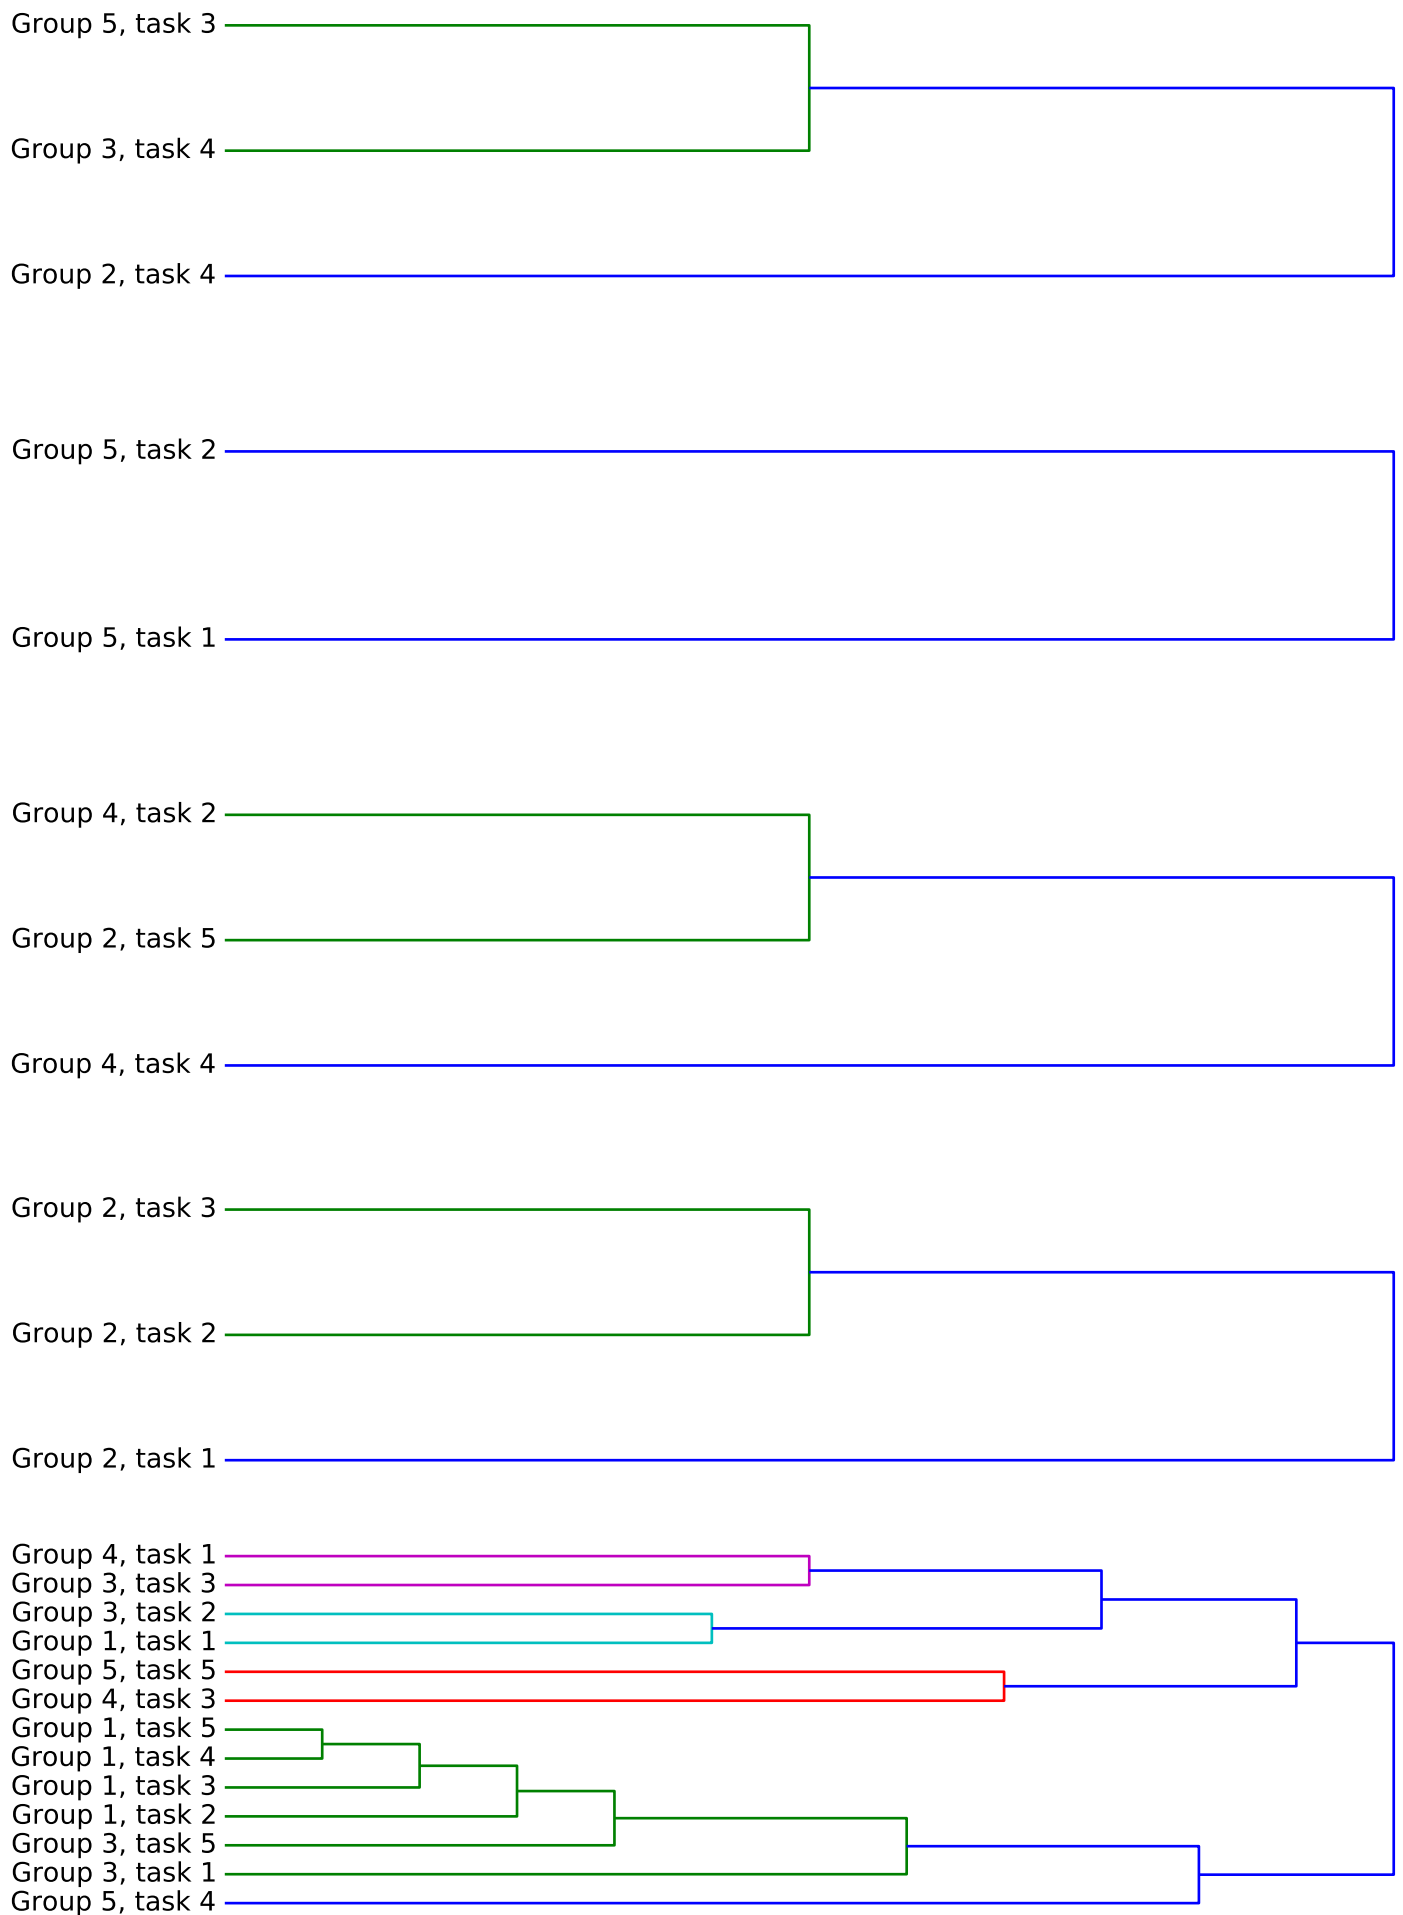 Group 5, task 3
Group 3, task 4
Group 2, task 4
Group 5, task 2
Group 5, task 1
Group 4, task 2
Group 2, task 5
Group 4, task 4
Group 2, task 3
Group 2, task 2
Group 2, task 1
Group 4, task 1
Group 3, task 3
Group 3, task 2
Group 1, task 1
Group 5, task 5
Group 4, task 3
Group 1, task 5
Group 1, task 4
Group 1, task 3
Group 1, task 2
Group 3, task 5
Group 3, task 1
Group 5, task 4